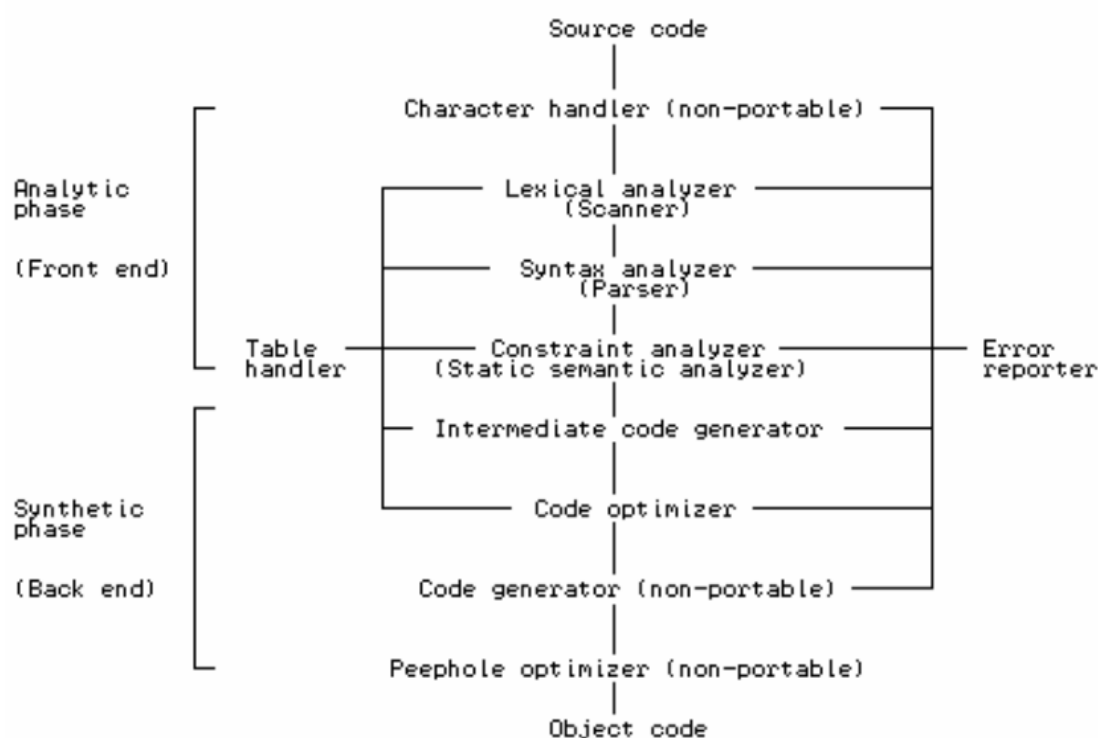 Source code
Character handler (non-portable)
Analytic
phase
Lexical analyzer
(Scanner)
(Front end)
Syntax analyzer
(Parser)
Table
handler
Constraint analyzer
(Static semantic analyzer)
Error
reporter
Intermediate code generator
Synthetic
phase
Code optimizer
(Back end)
Code generator (non-portable)
Peephole optimizer (non-portable)
Object code